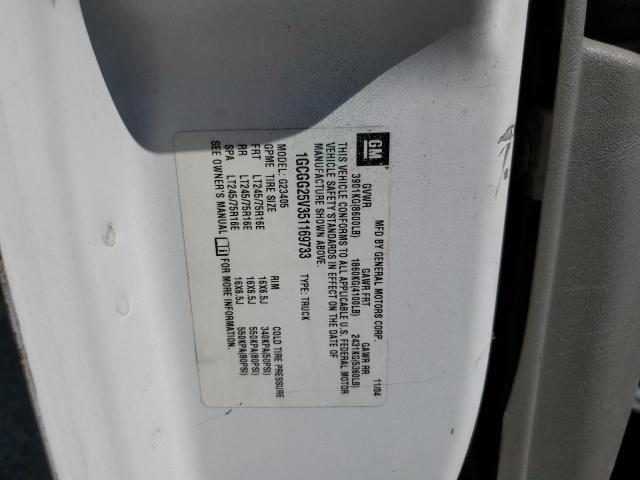 GM
MFD BY GENERAL MOTORS CORP. 11/04
GVWR GAWR FRT GAWR RR
3901KG(8600LB) 1860KG(4100LB) 2431KG(5360LB)
THIS VEHICLE CONFORMS TO ALL APPLICABLE U.S. FEDERAL MOTOR
VEHICLE SAFETY STANDARDS IN EFFECT ON THE DATE OF
MANUFACTURE SHOWN ABOVE.
1GCGG25V351169733 TYPE: TRUCK
MODEL: G23405
GPME TIRE SIZE RIM COLD TIRE PRESSURE
FRT LT245/75R16E 16X6.5J 340KPA(50PSI)
RR LT245/75R16E 16X6.5J 550KPA(80PSI)
SPA LT245/75R16E 16X6.5J 550KPA(80PSI)
SEE OWNER'S MANUAL FOR MORE INFORMATION.